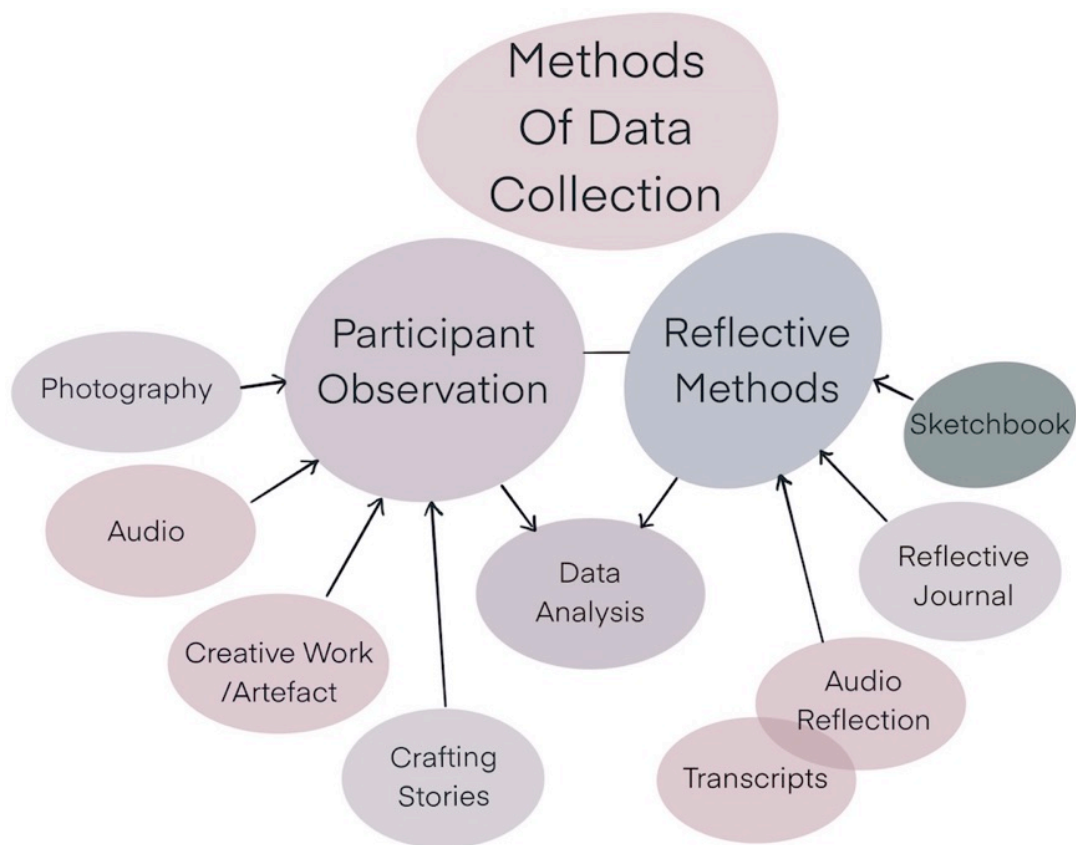 Methods
Of Data
Collection
Participant
Observation
Reflective
Methods
Photography
Sketchbook
Audio
Data
Analysis
Reflective
Journal
Creative Work
/Artefact
Audio
Reflection
Crafting
Stories
Transcripts